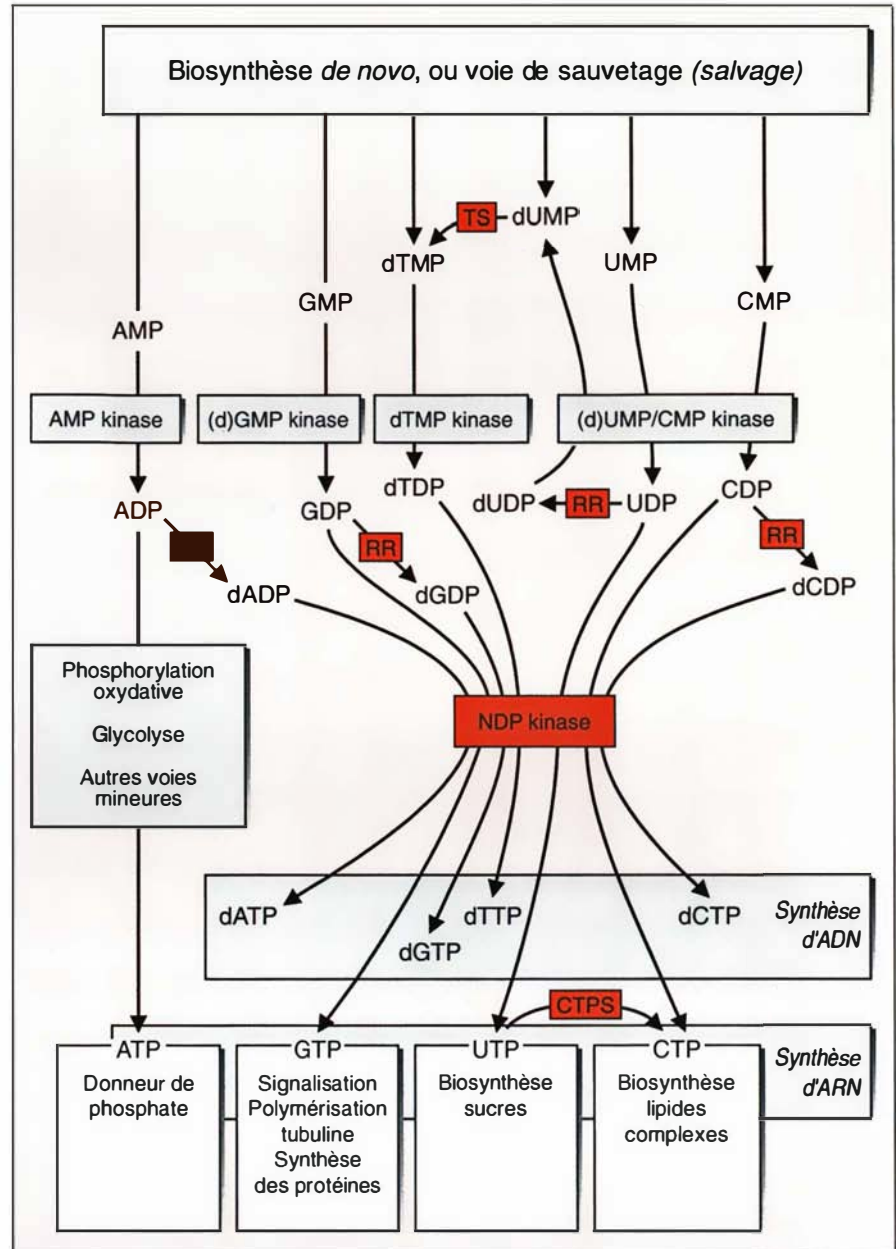 Biosynthèse de novo, ou voie de sauvetage (salvage)
TS
dUMP
dTMP
UMP
GMP
CMP
AMP
AMP kinase
(d)GMP kinase
dTMP kinase
(d)UMP/CMP kinase
dTDP
CDP
ADP
GDP
dUDP
RR
UDP
RR
RR
dADP
dGDP
dCDP
Phosphorylation
oxydative
Glycolyse
Autres voies
mineures
NDP kinase
dATP
dTTP
dCTP
Synthèse
d'ADN
dGTP
CTPS
ATP
GTP
UTP
CTP
Synthèse
d'ARN
Donneur de
phosphate
Signalisation
Polymérisation
tubuline
Synthèse
des protéines
Biosynthèse
sucres
Biosynthèse
lipides
complexes